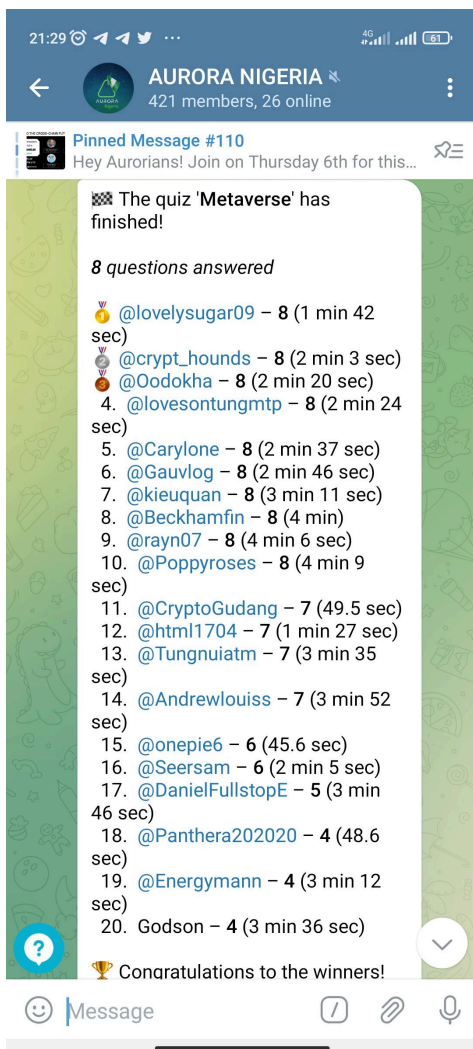 21:29
4G
61
AURORA NIGERIA
421 members, 26 online
AURORA
Nigeria
Pinned Message #110
Hey Aurorians! Join on Thursday 6th for this...
🏁 The quiz 'Metaverse' has
finished!
8 questions answered
🥇 @lovelysugar09 – 8 (1 min 42
sec)
🥈 @crypt_hounds – 8 (2 min 3 sec)
🥉 @Oodokha – 8 (2 min 20 sec)
4. @lovesontungmtp – 8 (2 min 24
sec)
5. @Carylone – 8 (2 min 37 sec)
6. @Gauvlog – 8 (2 min 46 sec)
7. @kieuquan – 8 (3 min 11 sec)
8. @Beckhamfin – 8 (4 min)
9. @rayn07 – 8 (4 min 6 sec)
10. @Poppyroses – 8 (4 min 9
sec)
11. @CryptoGudang – 7 (49.5 sec)
12. @html1704 – 7 (1 min 27 sec)
13. @Tungnuiatm – 7 (3 min 35
sec)
14. @Andrewlouiss – 7 (3 min 52
sec)
15. @onepie6 – 6 (45.6 sec)
16. @Seersam – 6 (2 min 5 sec)
17. @DanielFullstopE – 5 (3 min
46 sec)
18. @Panthera202020 – 4 (48.6
sec)
19. @Energymann – 4 (3 min 12
sec)
20. Godson – 4 (3 min 36 sec)
🏆 Congratulations to the winners!
Message